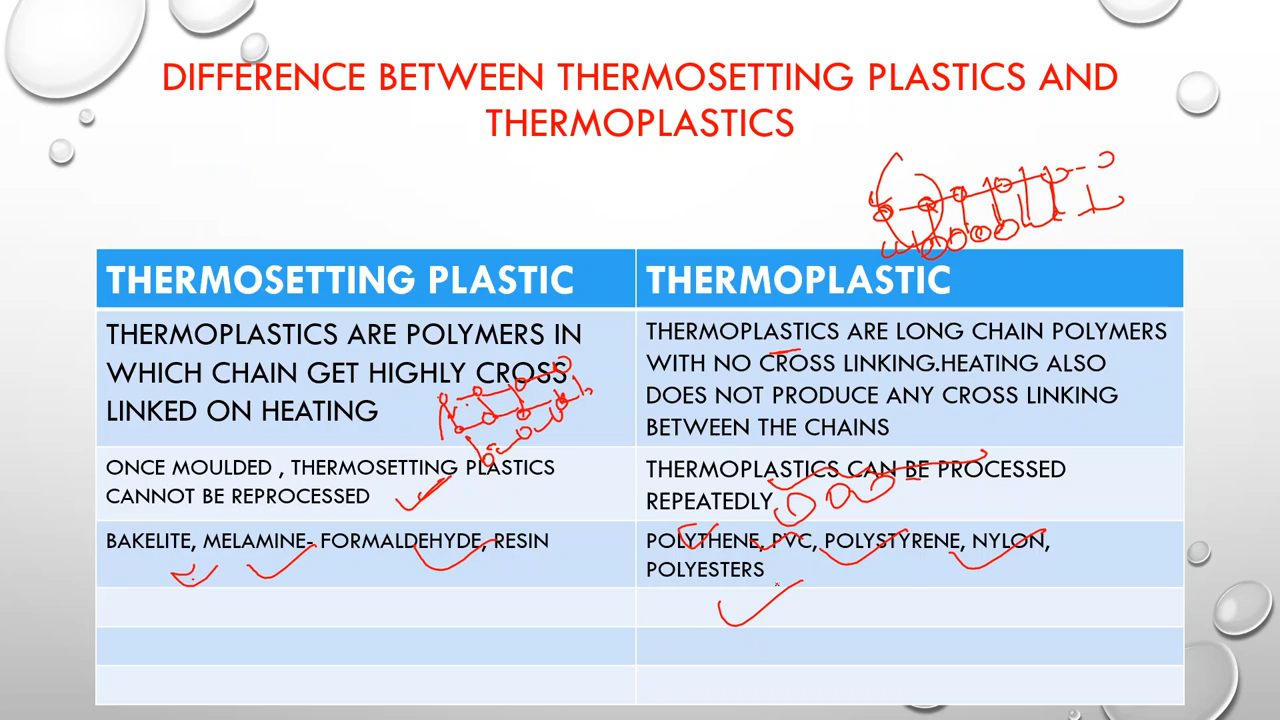 DIFFERENCE BETWEEN THERMOSETTING PLASTICS AND
THERMOPLASTICS
THERMOSETTING PLASTIC
THERMOPLASTIC
THERMOPLASTICS ARE POLYMERS IN
WHICH CHAIN GET HIGHLY CROSS
LINKED ON HEATING
THERMOPLASTICS ARE LONG CHAIN POLYMERS
WITH NO CROSS LINKING.HEATING ALSO
DOES NOT PRODUCE ANY CROSS LINKING
BETWEEN THE CHAINS
ONCE MOULDED , THERMOSETTING PLASTICS
CANNOT BE REPROCESSED
THERMOPLASTICS CAN BE PROCESSED
REPEATEDLY
BAKELITE, MELAMINE- FORMALDEHYDE, RESIN
POLYTHENE, PVC, POLYSTYRENE, NYLON,
POLYESTERS